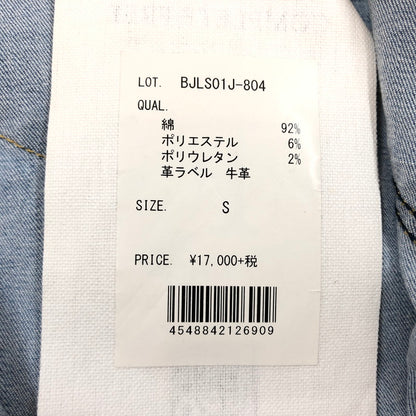 LOT. BJLS01J-804
QUAL.
綿 92%
ポリエステル 6%
ポリウレタン 2%
革ラベル 牛革
SIZE. S
PRICE. ¥17,000+税
4548842126909